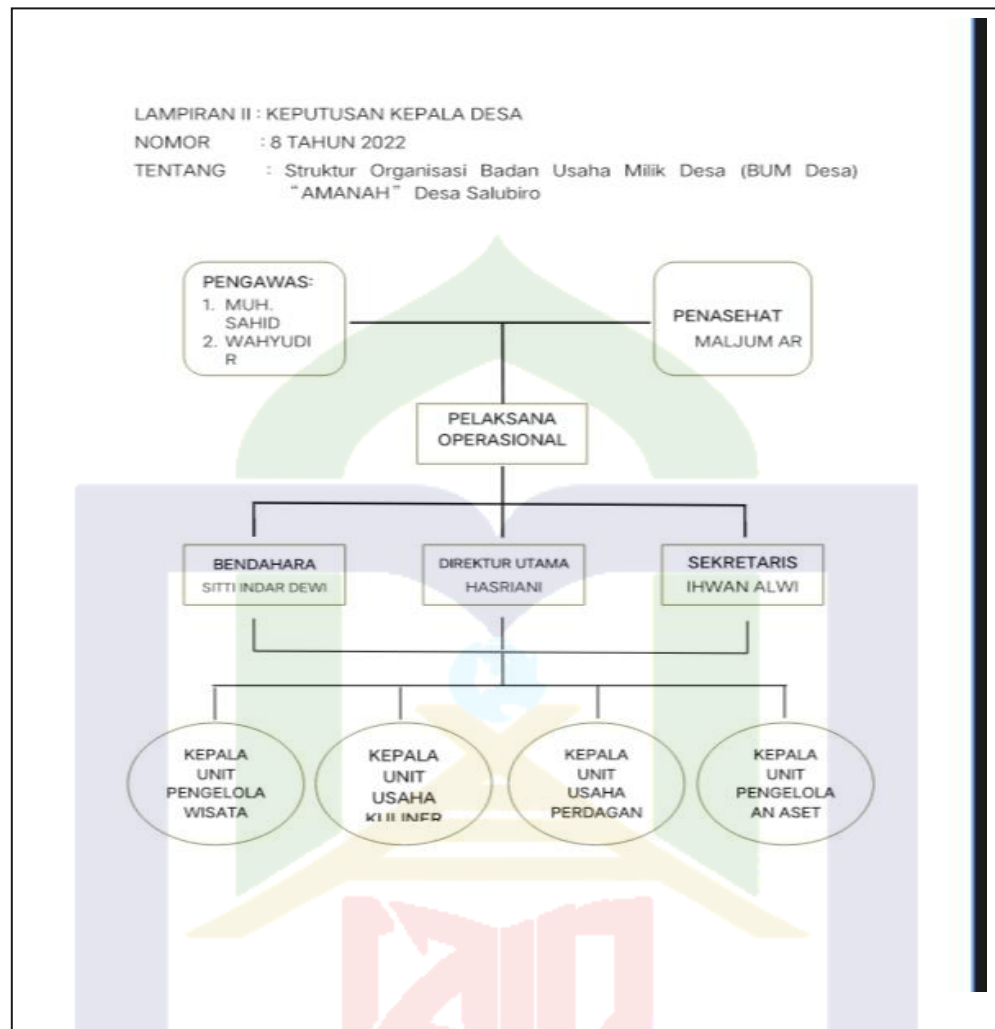 LAMPIRAN II : KEPUTUSAN KEPALA DESA
NOMOR : 8 TAHUN 2022
TENTANG : Struktur Organisasi Badan Usaha Milik Desa (BUM Desa)
“AMANAH” Desa Salubiro
PENGAWAS:
1. MUH.
SAHID
2. WAHYUDI
R
PENASEHAT
MALJUM AR
PELAKSANA
OPERASIONAL
BENDAHARA
SITTI INDAR DEWI
DIREKTUR UTAMA
HASRIANI
SEKRETARIS
IHWAN ALWI
KEPALA
UNIT
PENGELOLA
WISATA
KEPALA
UNIT
USAHA
KULINER
KEPALA
UNIT
USAHA
PERDAGAN
KEPALA
UNIT
PENGELOLA
AN ASET